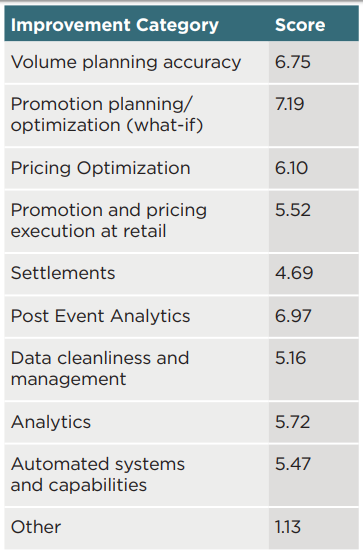 Improvement Category Score
Volume planning accuracy 6.75
Promotion planning/ 7.19
optimization (what-if)
Pricing Optimization 6.10
Promotion and pricing 5.52
execution at retail
Settlements 4.69
Post Event Analytics 6.97
Data cleanliness and 5.16
management
Analytics 5.72
Automated systems 5.47
and capabilities
Other 1.13